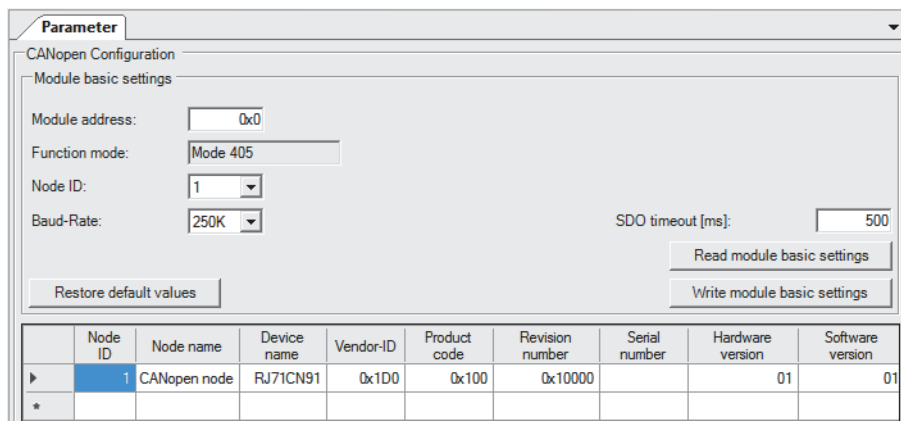 Parameter
CANopen Configuration
Module basic settings
Module address: 0x0
Function mode: Mode 405
Node ID: 1
Baud-Rate: 250K SDO timeout [ms]: 500
Read module basic settings
Restore default values Write module basic settings
Node ID Node name Device name Vendor-ID Product code Revision number Serial number Hardware version Software version
1 CANopen node RJ71CN91 0x1D0 0x100 0x10000 01 01
*